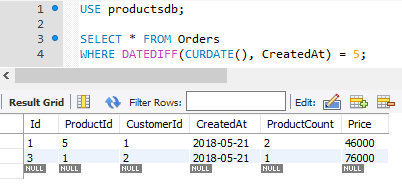 1 USE productsdb;
2
3 SELECT * FROM Orders
4 WHERE DATEDIFF(CURDATE(), CreatedAt) = 5;
Result Grid Filter Rows: Edit:
Id ProductId CustomerId CreatedAt ProductCount Price
1 5 1 2018-05-21 2 46000
3 1 2 2018-05-21 1 76000
NULL NULL NULL NULL NULL NULL